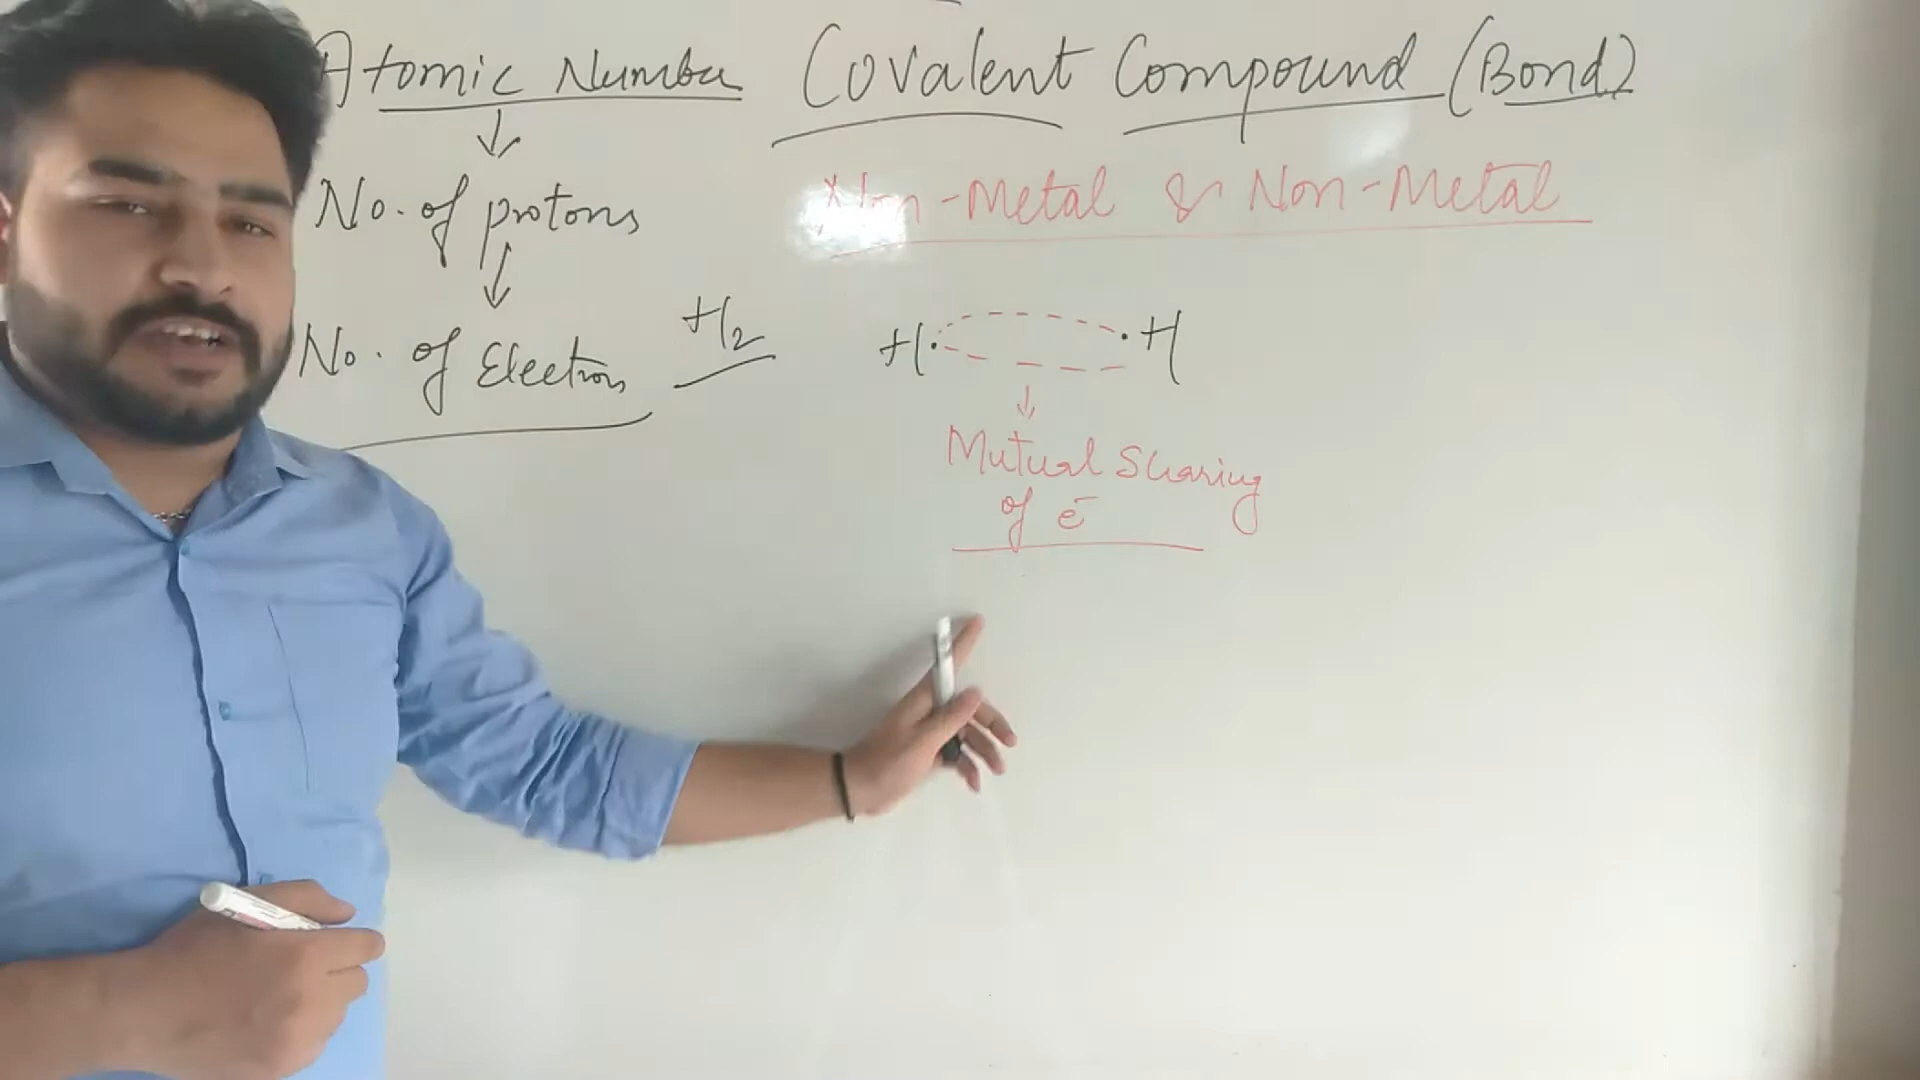 Atomic Number
↓
No. of protons
↓
No. of Electrons
Covalent Compound (Bond)
Non-Metal & Non-Metal
H₂
H· ·H
↓
Mutual Sharing
of e⁻